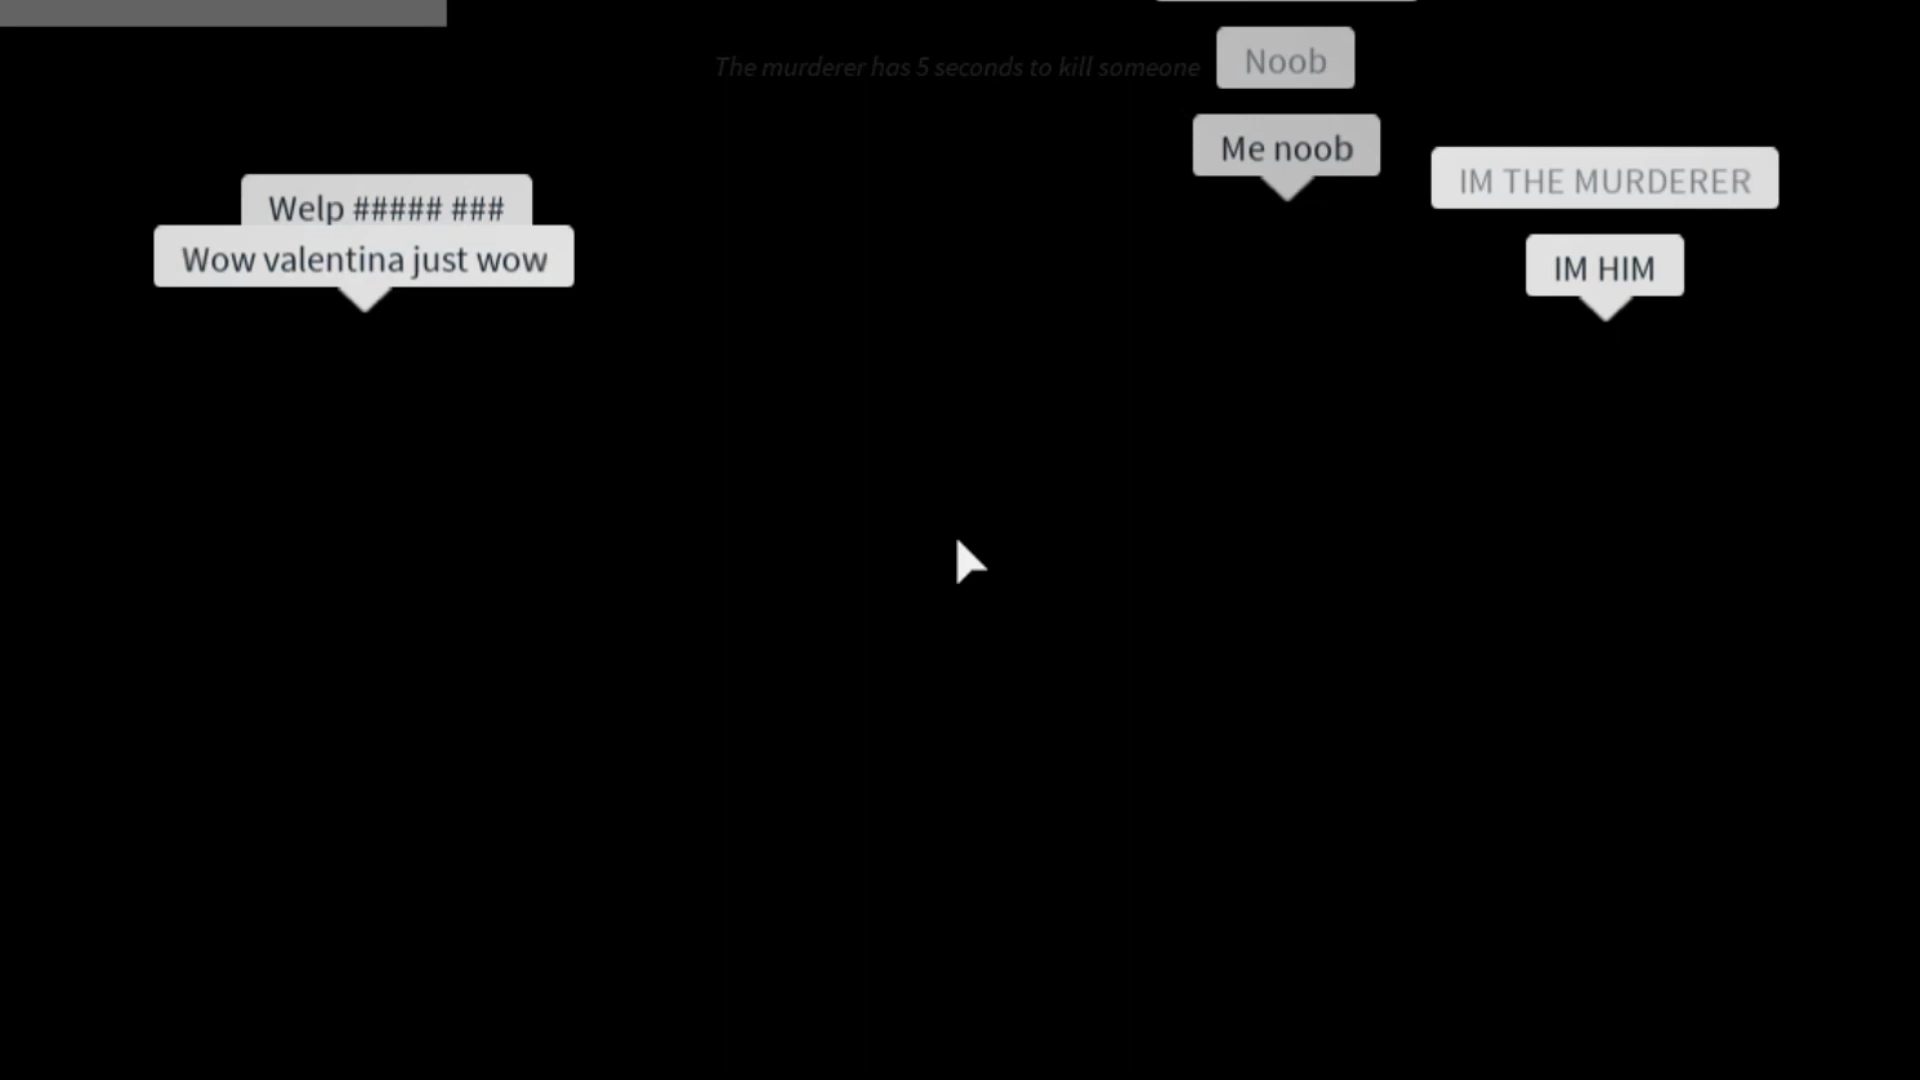 The murderer has 5 seconds to kill someone
Noob
Me noob
IM THE MURDERER
IM HIM
Welp ##### ###
Wow valentina just wow